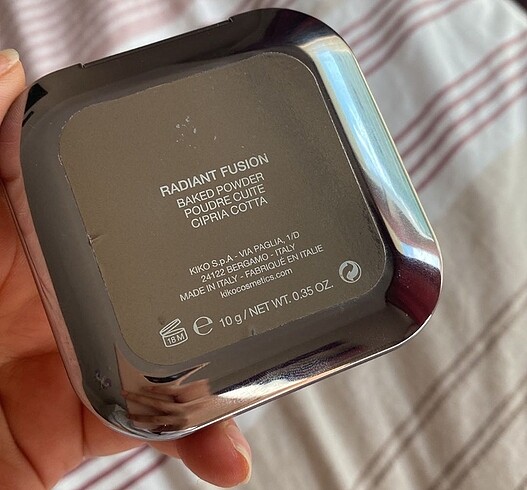 RADIANT FUSION
BAKED POWDER
POUDRE CUITE
CIPRIA COTTA
KIKO S.p.A - VIA PAGLIA, 1/D
24122 BERGAMO - ITALY
MADE IN ITALY - FABRIQUÉ EN ITALIE
kikocosmetics.com
18 M ℮ 10 g / NET WT. 0.35 OZ.